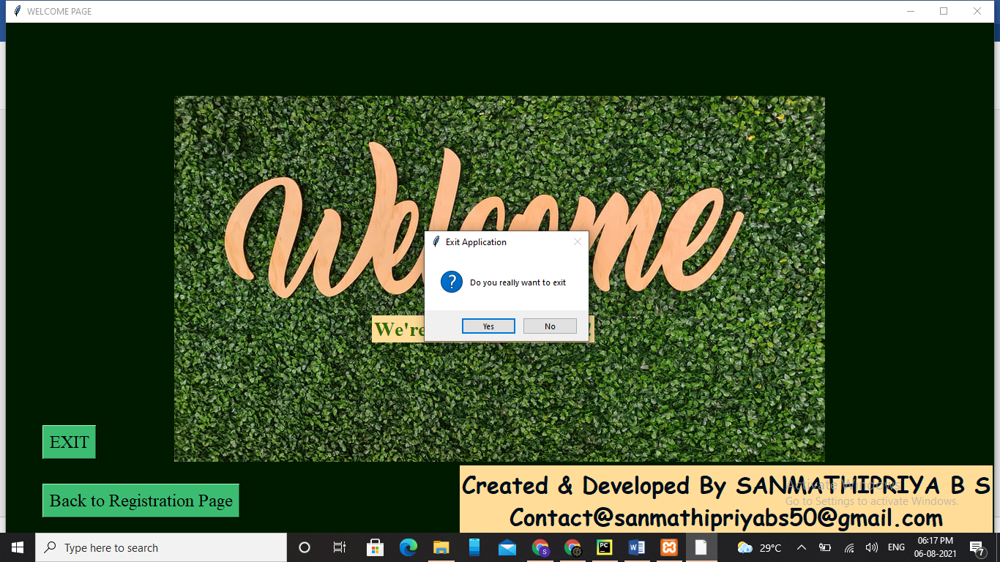 WELCOME PAGE
Welcome
Exit Application
Do you really want to exit
Yes No
We're !
EXIT
Back to Registration Page
Created & Developed By SANMATHIPRIYA B S
Contact@sanmathipriyabs50@gmail.com
Activate Windows
Go to Settings to activate Windows.
Type here to search
PC
W
29°C
ENG
06:17 PM
06-08-2021
7